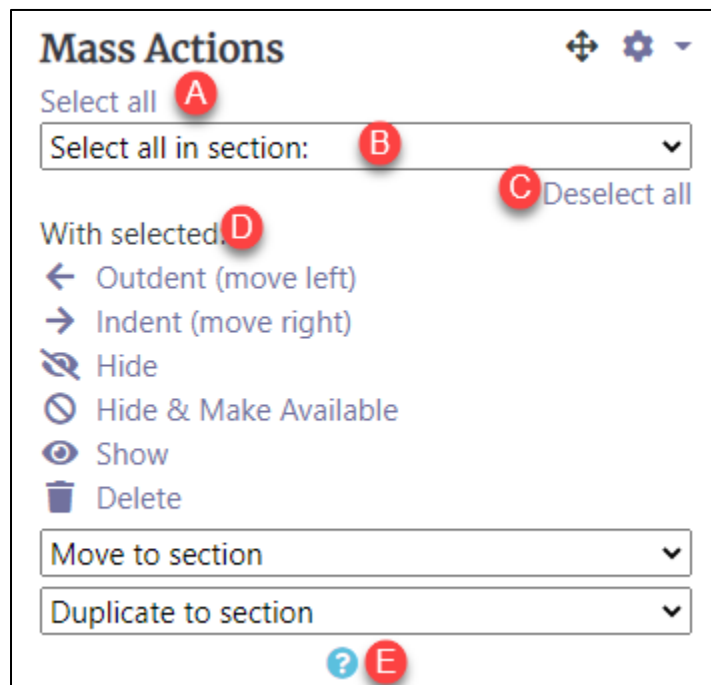 Mass Actions
Select all A
Select all in section: B
C Deselect all
With selected: D
Outdent (move left)
Indent (move right)
Hide
Hide & Make Available
Show
Delete
Move to section
Duplicate to section
? E